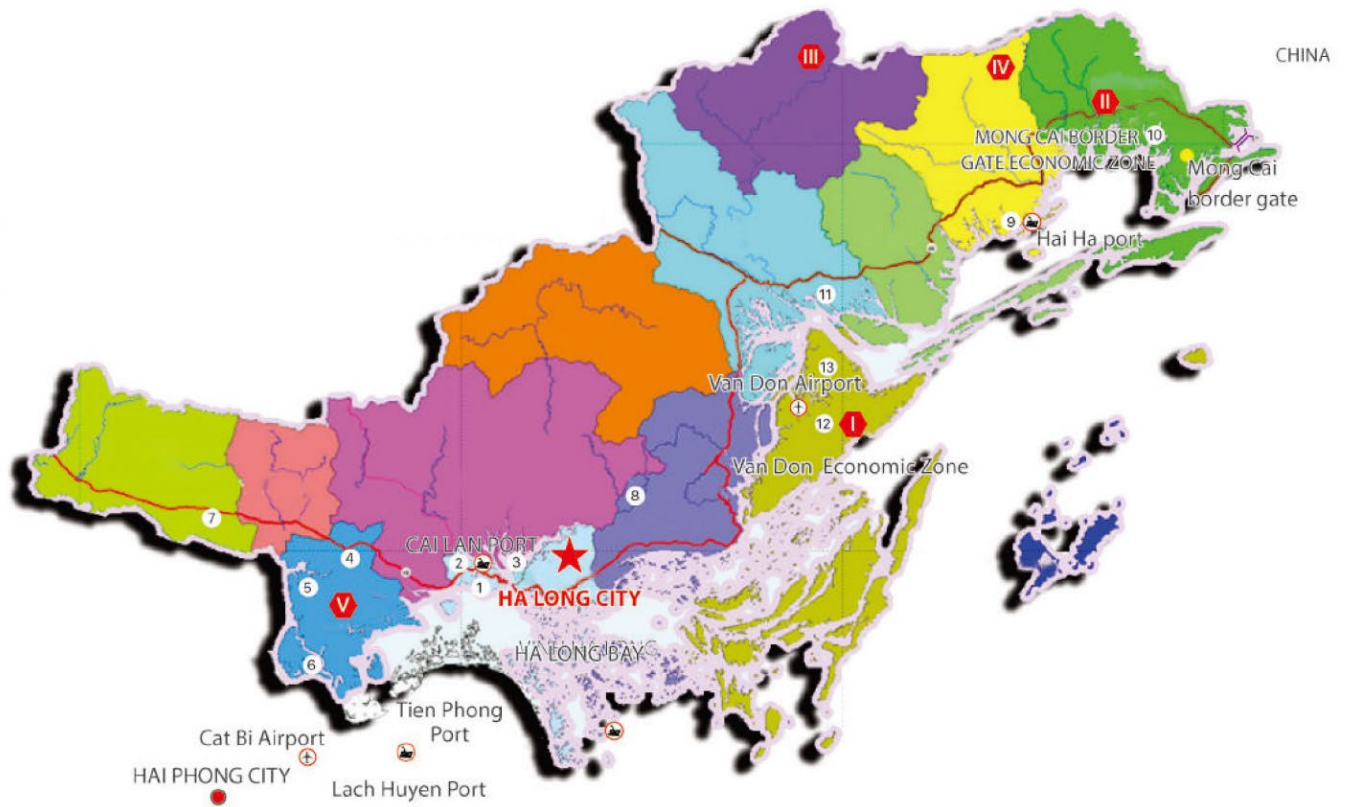 III
IV
CHINA
II
MONG CAI BORDER
GATE ECONOMIC ZONE
10
Mong Cai
border gate
9
Hai Ha port
11
13
Van Don Airport
12
I
Van Don Economic Zone
8
7
4
CAI LAN PORT
2
3
1
5
V
HA LONG CITY
6
HA LONG BAY
Tien Phong
Port
Cat Bi Airport
HAI PHONG CITY
Lach Huyen Port